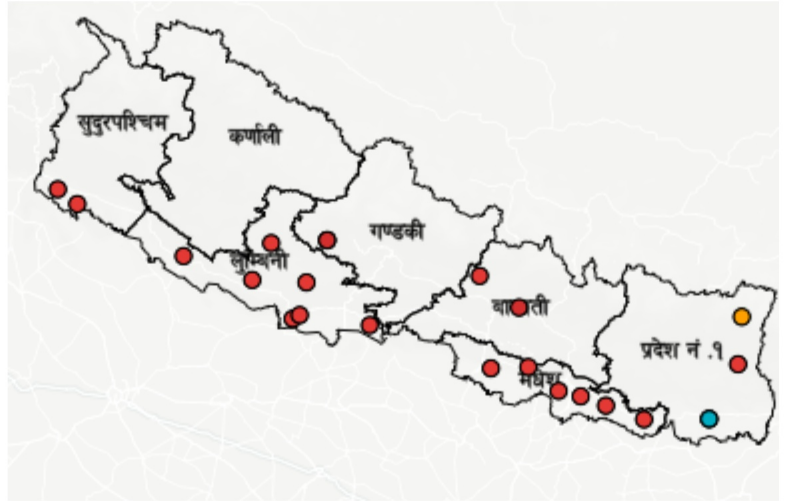 सुदुरपश्चिम
कर्णाली
गण्डकी
लुम्बिनी
प्रदेश नं .१
मधेश